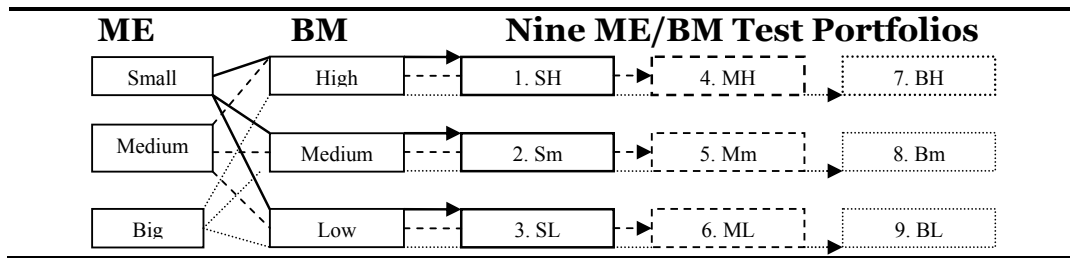 ME BM Nine ME/BM Test Portfolios
Small High 1. SH 4. MH 7. BH
Medium Medium 2. Sm 5. Mm 8. Bm
Big Low 3. SL 6. ML 9. BL